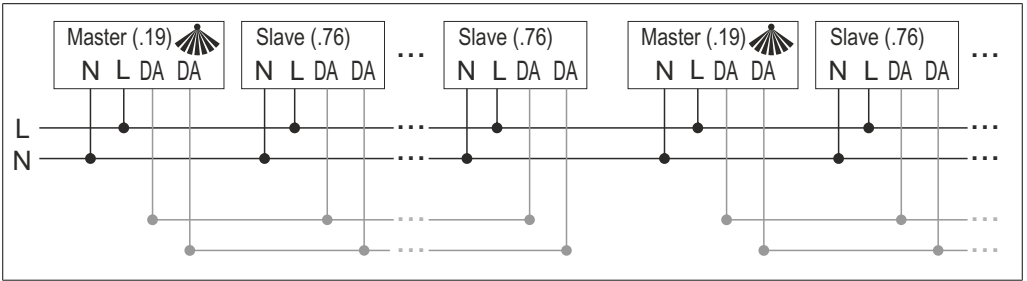 Master (.19) Slave (.76) ... Slave (.76) Master (.19) Slave (.76) ...
N L DA DA N L DA DA N L DA DA N L DA DA N L DA DA
L ... ...
N ... ...
... ...
... ...